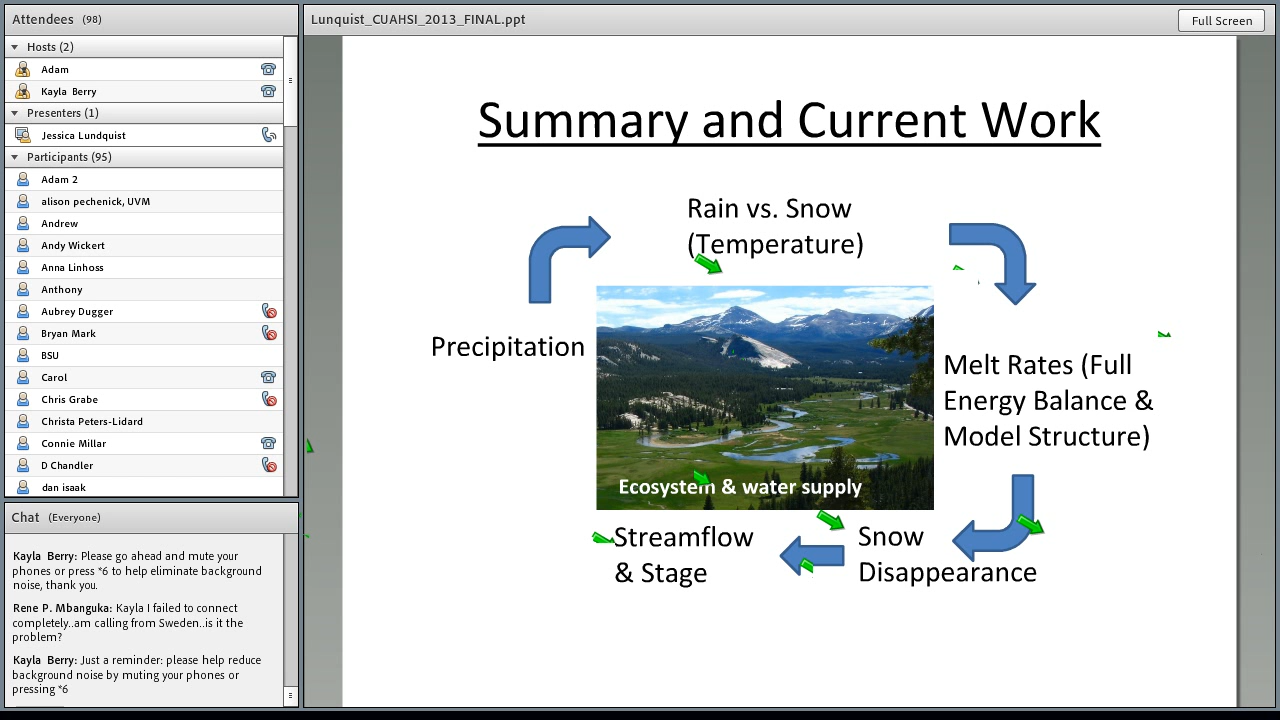 Attendees (98)
Hosts (2)
Adam
Kayla Berry
Presenters (1)
Jessica Lundquist
Participants (95)
Adam 2
alison pechenick, UVM
Andrew
Andy Wickert
Anna Linhoss
Anthony
Aubrey Dugger
Bryan Mark
BSU
Carol
Chris Grabe
Christa Peters-Lidard
Connie Millar
D Chandler
dan isaak
Chat (Everyone)
Kayla Berry: Please go ahead and mute your
phones or press *6 to help eliminate background
noise, thank you.
Rene P. Mbanguka: Kayla I failed to connect
completely..am calling from Sweden..is it the
problem?
Kayla Berry: Just a reminder: please help reduce
background noise by muting your phones or
pressing *6
Lunquist_CUAHSI_2013_FINAL.ppt
Full Screen
Summary and Current Work
Rain vs. Snow
(Temperature)
Precipitation
Melt Rates (Full
Energy Balance &
Model Structure)
Ecosystem & water supply
Streamflow
& Stage
Snow
Disappearance